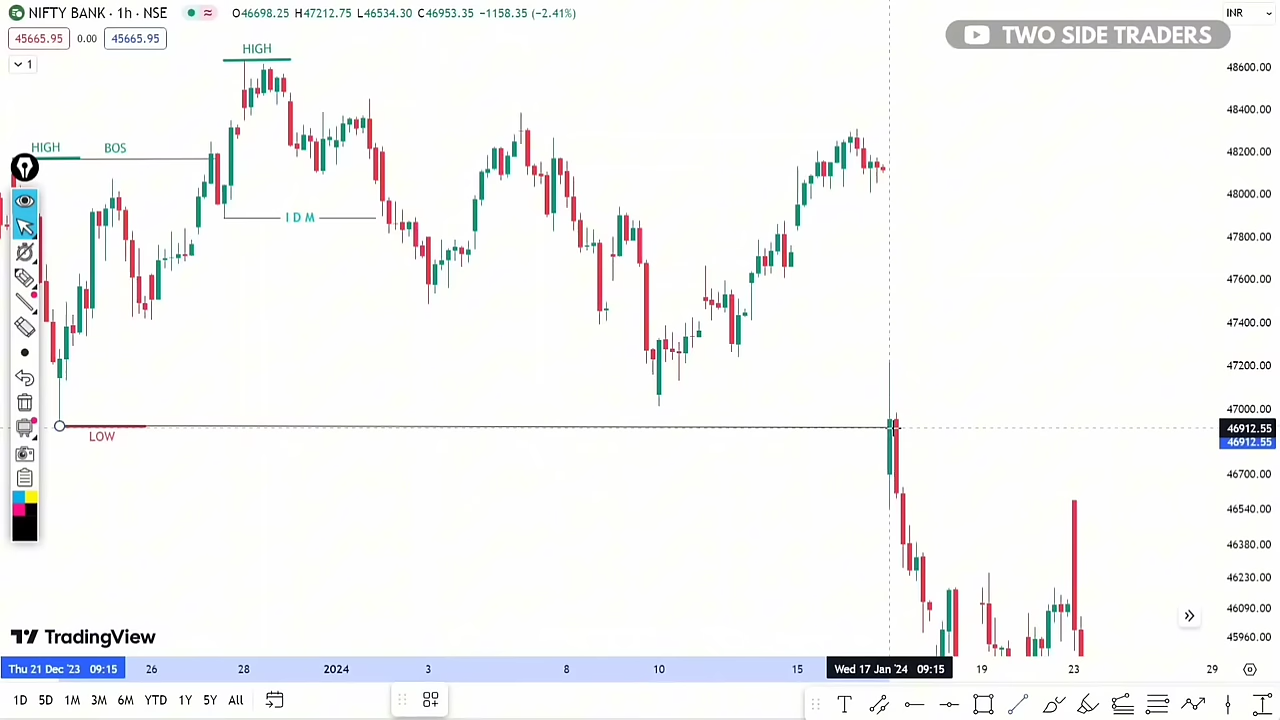 NIFTY BANK · 1h · NSE
O46698.25 H47212.75 L46534.30 C46953.35 -1158.35 (-2.41%)
INR
TWO SIDE TRADERS
45665.95
0.00
45665.95
1
HIGH
HIGH
BOS
I D M
LOW
48600.00
48400.00
48200.00
48000.00
47800.00
47600.00
47400.00
47200.00
47000.00
46912.55
46912.55
46700.00
46540.00
46380.00
46230.00
46090.00
45960.00
TradingView
Thu 21 Dec '23 09:15
26
28
2024
3
8
10
15
Wed 17 Jan '24 09:15
19
23
29
1D 5D 1M 3M 6M YTD 1Y 5Y All